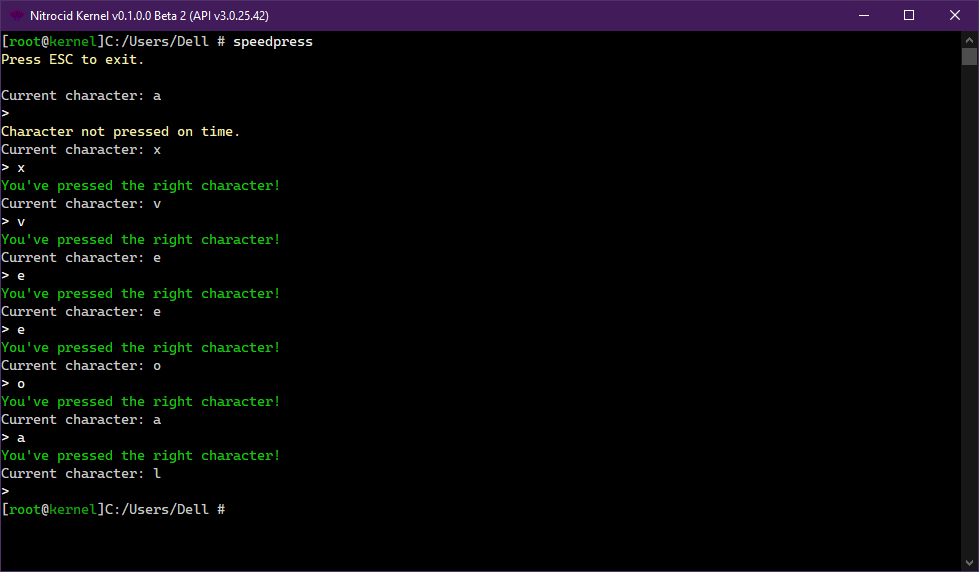 Nitrocid Kernel v0.1.0.0 Beta 2 (API v3.0.25.42)
[root@kernel]C:/Users/Dell # speedpress
Press ESC to exit.
Current character: a
>
Character not pressed on time.
Current character: x
> x
You've pressed the right character!
Current character: v
> v
You've pressed the right character!
Current character: e
> e
You've pressed the right character!
Current character: e
> e
You've pressed the right character!
Current character: o
> o
You've pressed the right character!
Current character: a
> a
You've pressed the right character!
Current character: l
>
[root@kernel]C:/Users/Dell #